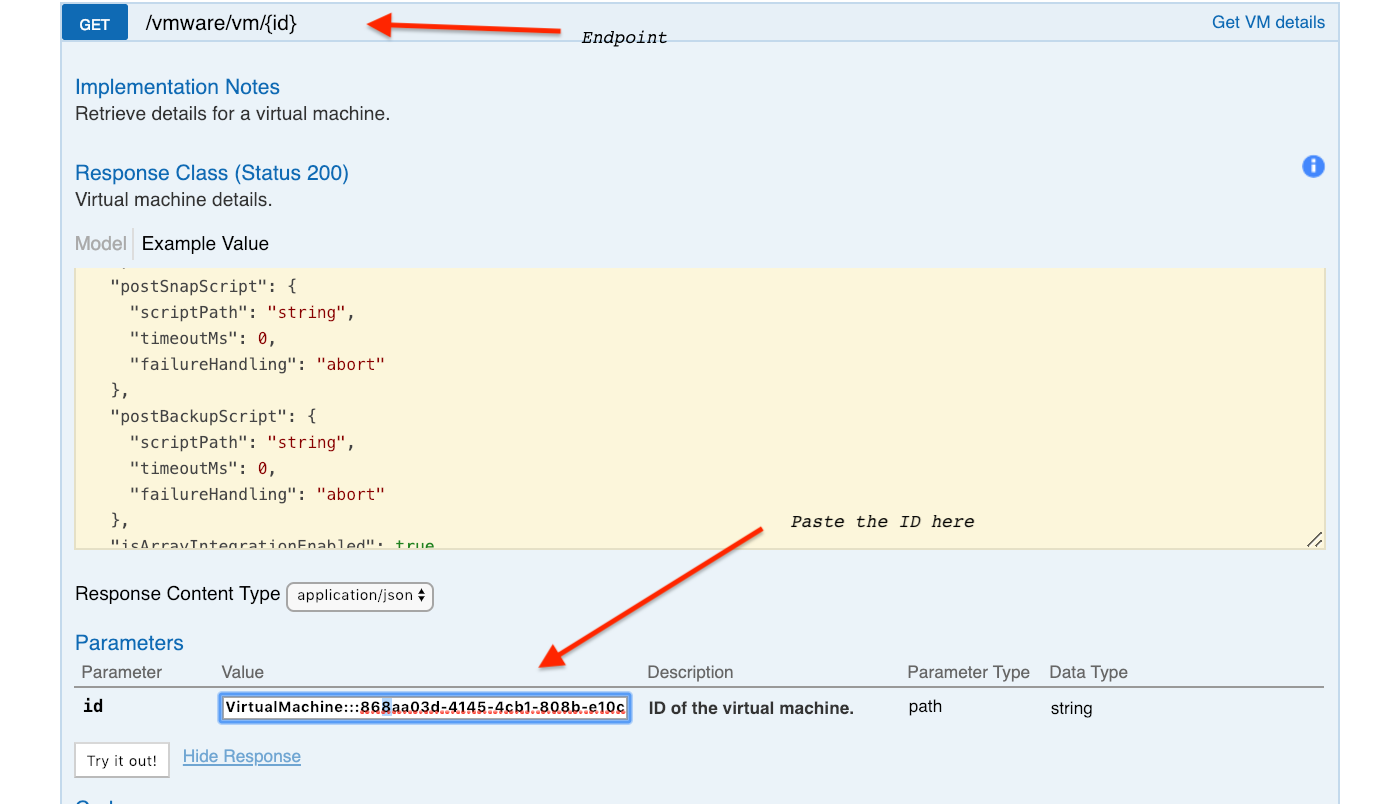 GET /vmware/vm/{id} Get VM details
Endpoint
Implementation Notes
Retrieve details for a virtual machine.
Response Class (Status 200)
Virtual machine details.
Model Example Value
"postSnapScript": {
"scriptPath": "string",
"timeoutMs": 0,
"failureHandling": "abort"
},
"postBackupScript": {
"scriptPath": "string",
"timeoutMs": 0,
"failureHandling": "abort"
},
"isArrayIntegrationEnabled": true
Paste the ID here
Response Content Type application/json
Parameters
Parameter Value Description Parameter Type Data Type
id VirtualMachine:::868aa03d-4145-4cb1-808b-e10c ID of the virtual machine. path string
Try it out! Hide Response